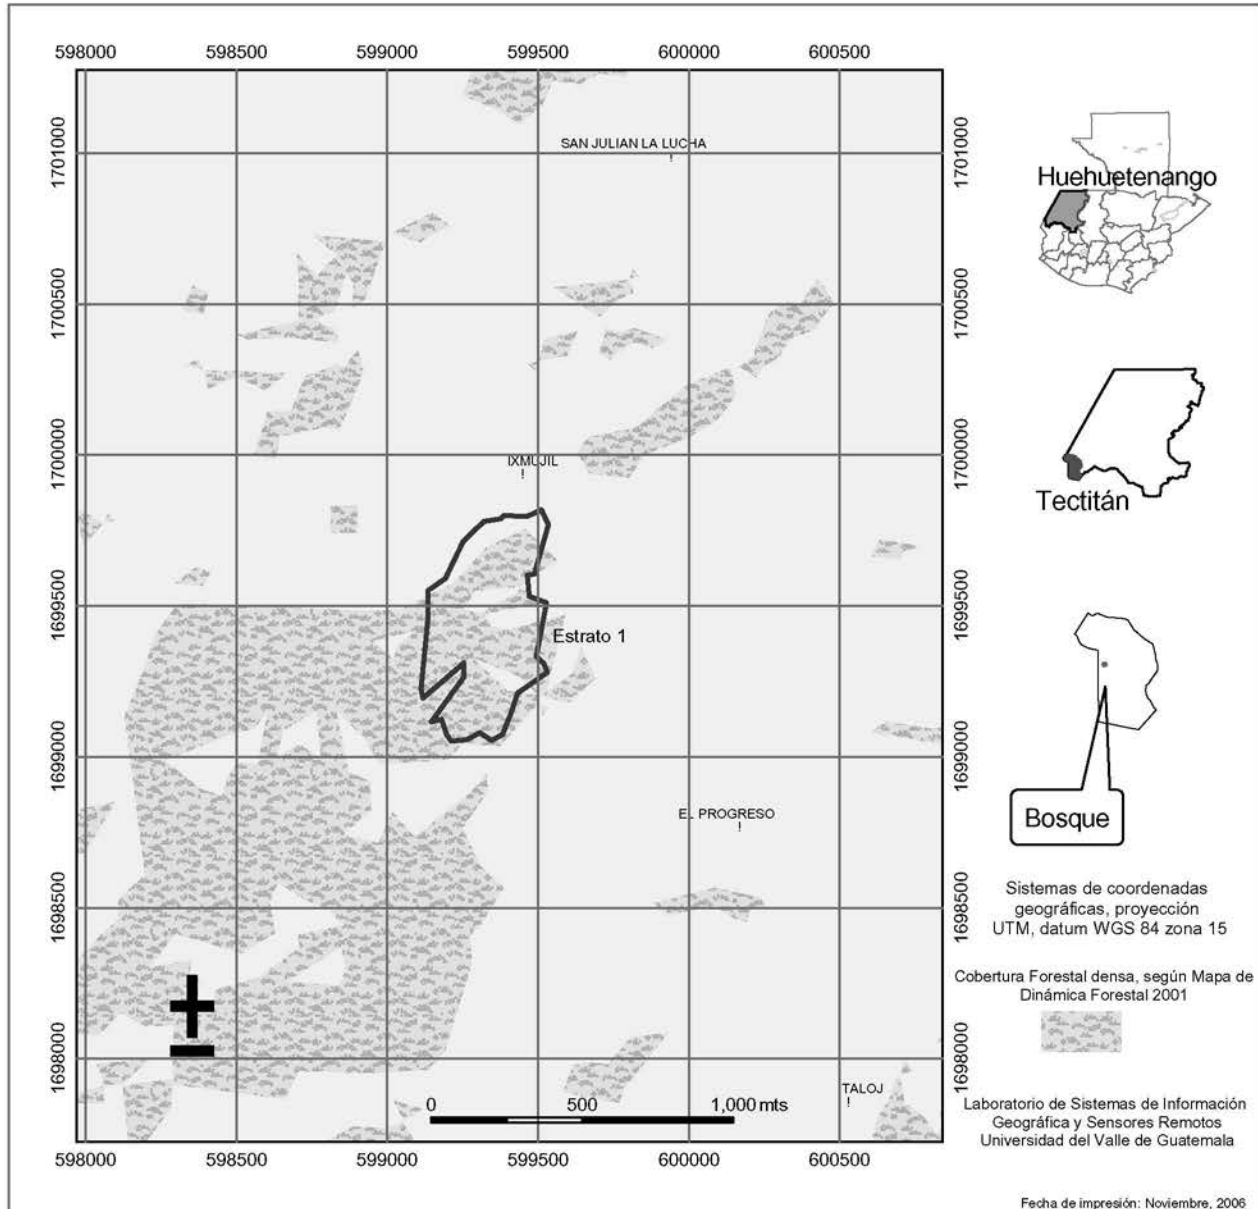 598000 598500 599000 599500 600000 600500
1701000
1700500
1700000
1699500
1699000
1698500
1698000
SAN JULIAN LA LUCHA
!
IXMUJIL
!
Estrato 1
EL PROGRESO
!
TALOJ
!
0 500 1,000 mts
1701000
1700500
1700000
1699500
1699000
1698500
1698000
598000 598500 599000 599500 600000 600500
Huehuetenango
Tectitán
Bosque
Sistemas de coordenadas
geográficas, proyección
UTM, datum WGS 84 zona 15
Cobertura Forestal densa, según Mapa de
Dinámica Forestal 2001
Laboratorio de Sistemas de Información
Geográfica y Sensores Remotos
Universidad del Valle de Guatemala
Fecha de impresión: Noviembre, 2006